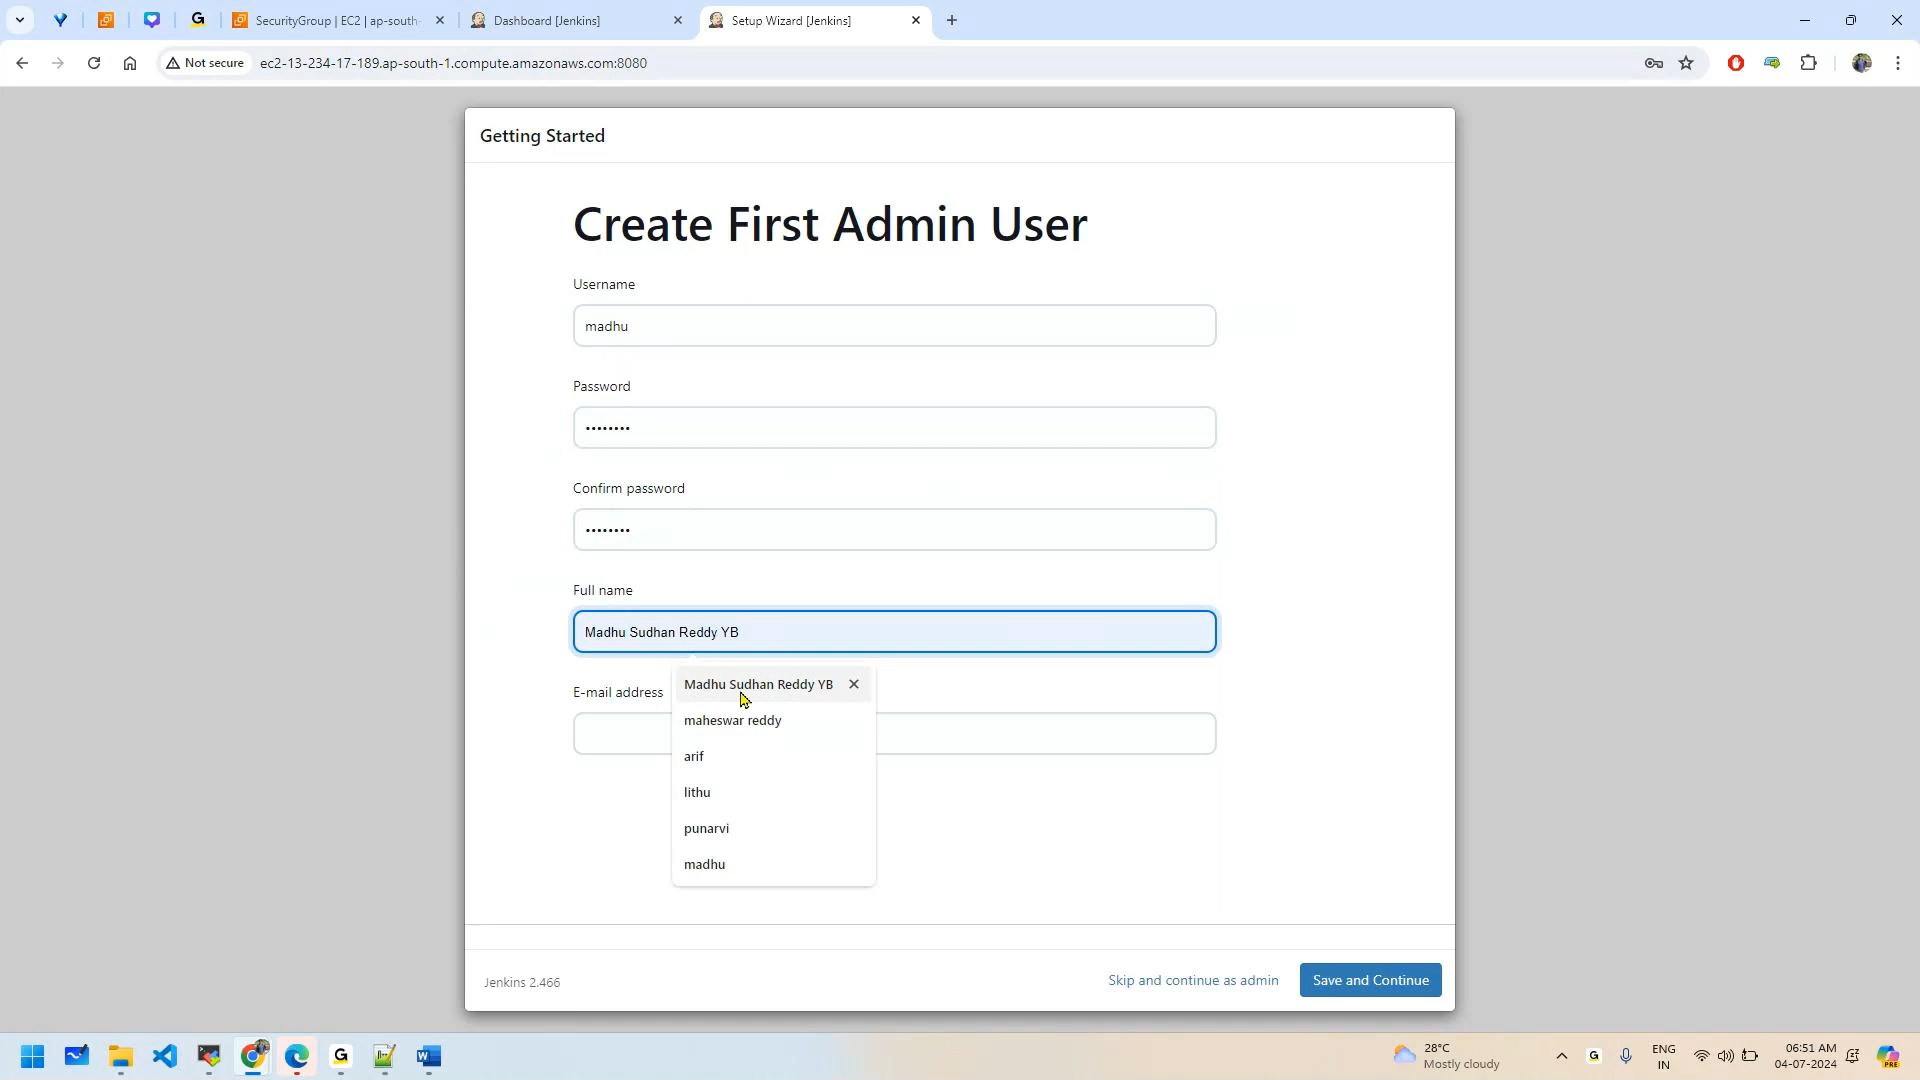 SecurityGroup | EC2 | ap-south-
Dashboard [Jenkins]
Setup Wizard [Jenkins]
Not secure
ec2-13-234-17-189.ap-south-1.compute.amazonaws.com:8080
Getting Started
Create First Admin User
Username
madhu
Password
••••••••
Confirm password
••••••••
Full name
Madhu Sudhan Reddy YB
Madhu Sudhan Reddy YB
E-mail address
maheswar reddy
arif
lithu
punarvi
madhu
Jenkins 2.466
Skip and continue as admin
Save and Continue
28°C
Mostly cloudy
ENG
IN
06:51 AM
04-07-2024
PRE